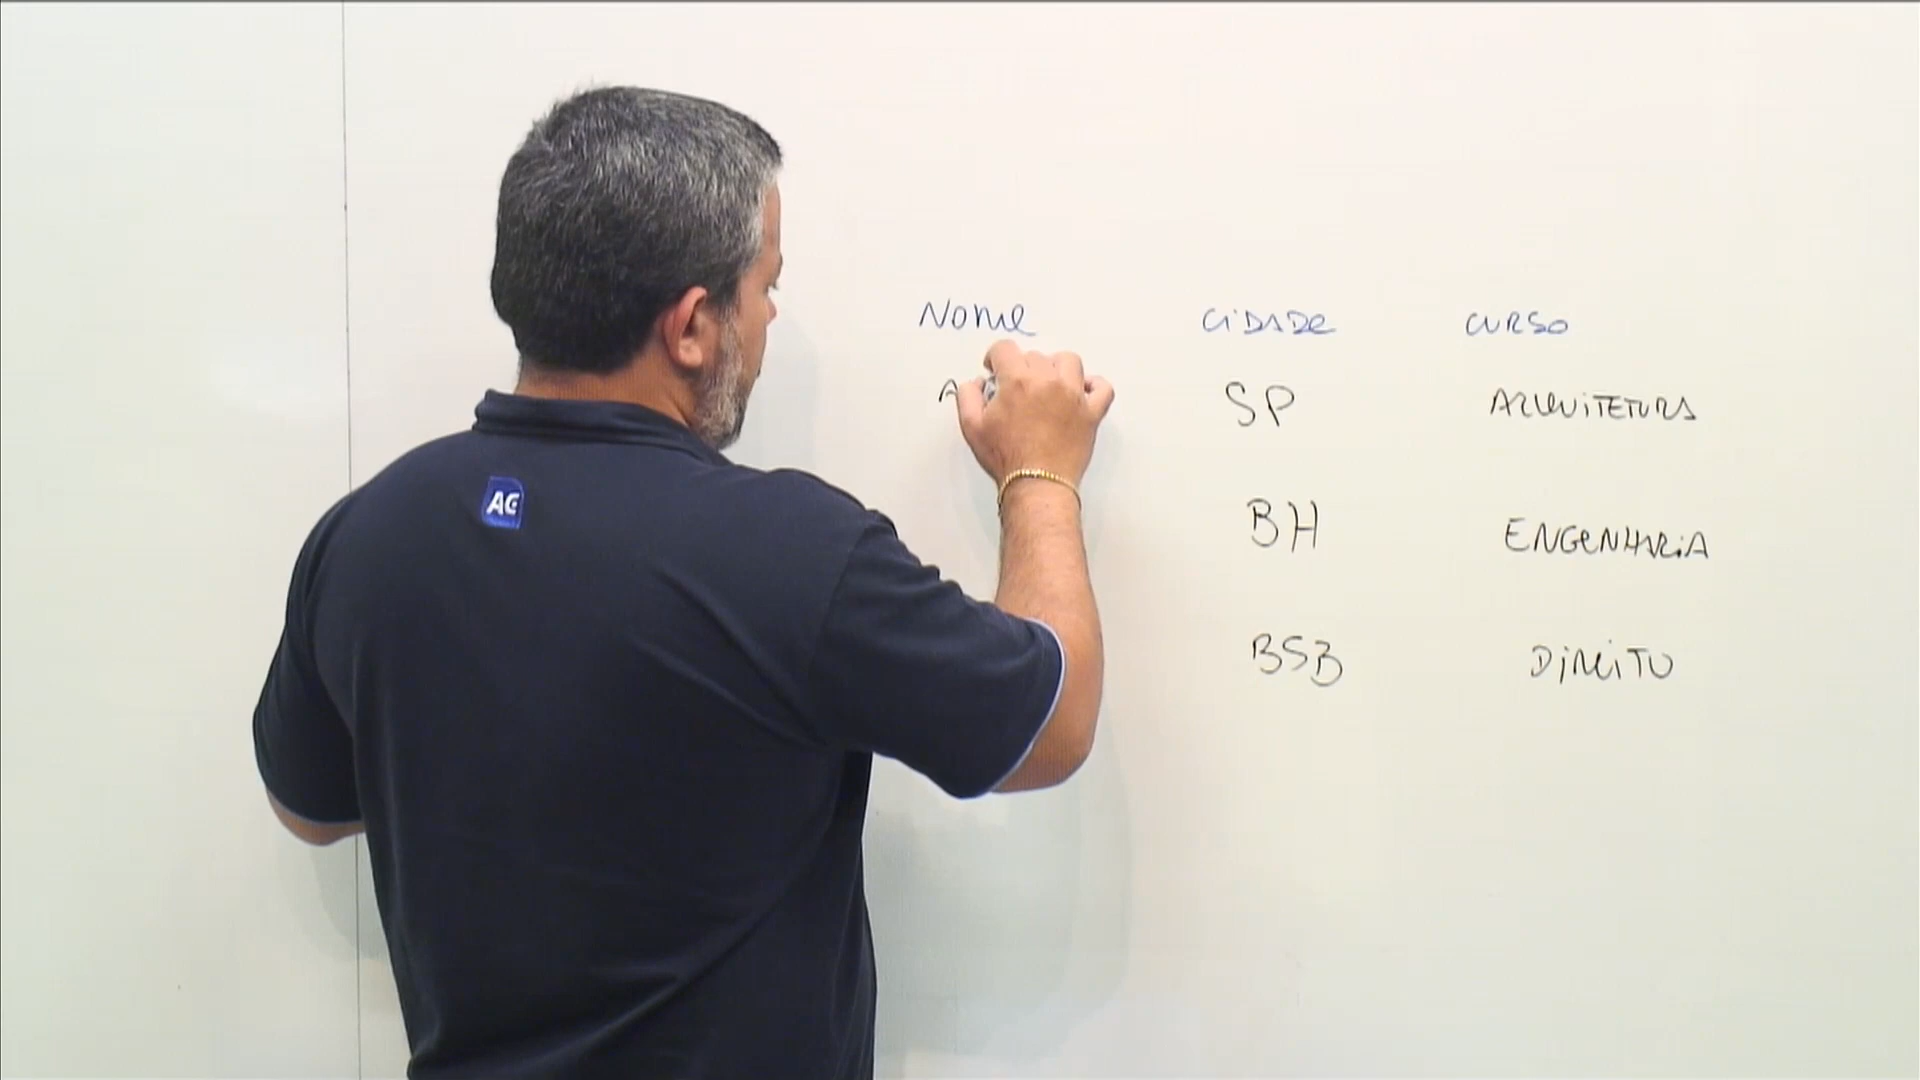 AC
Nome CiDADe CURSO
A SP ARQUITETURA
BH ENGENHARiA
BSB DiReiTO